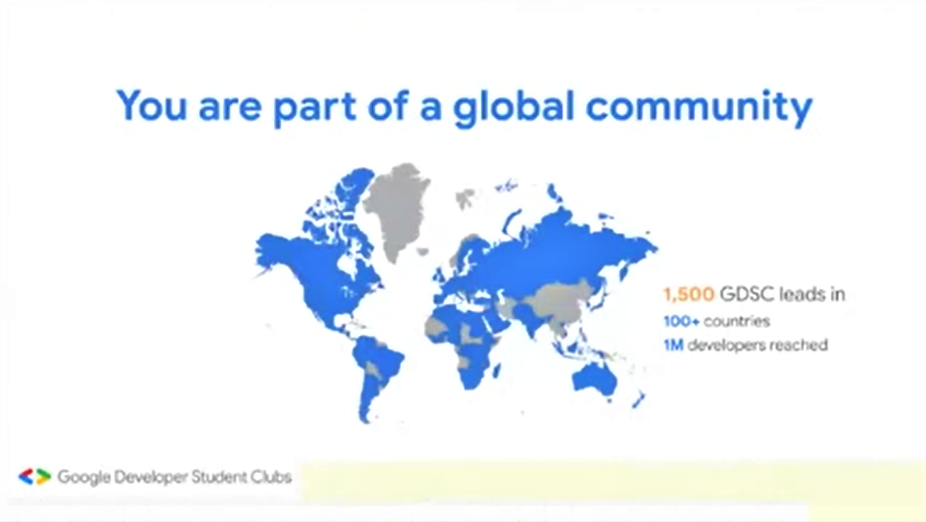 You are part of a global community
1,500 GDSC leads in
100+ countries
1M developers reached
Google Developer Student Clubs